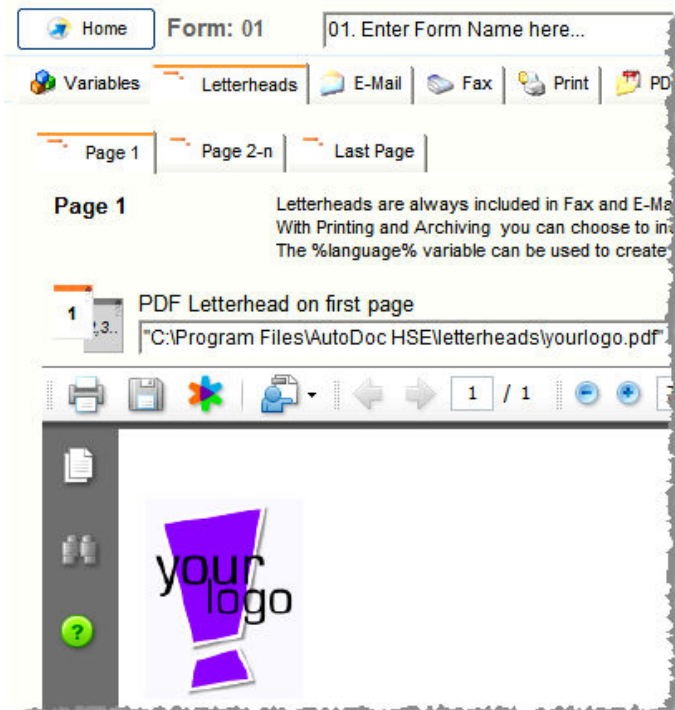 Home Form: 01 01. Enter Form Name here...
Variables Letterheads E-Mail Fax Print
Page 1 Page 2-n Last Page
Page 1
Letterheads are always included in Fax and
With Printing and Archiving you can choose to
The %language% variable can be used to create
1 PDF Letterhead on first page
,3.. "C:\Program Files\AutoDoc HSE\letterheads\yourlogo.pdf"
1 / 1
your
logo
?